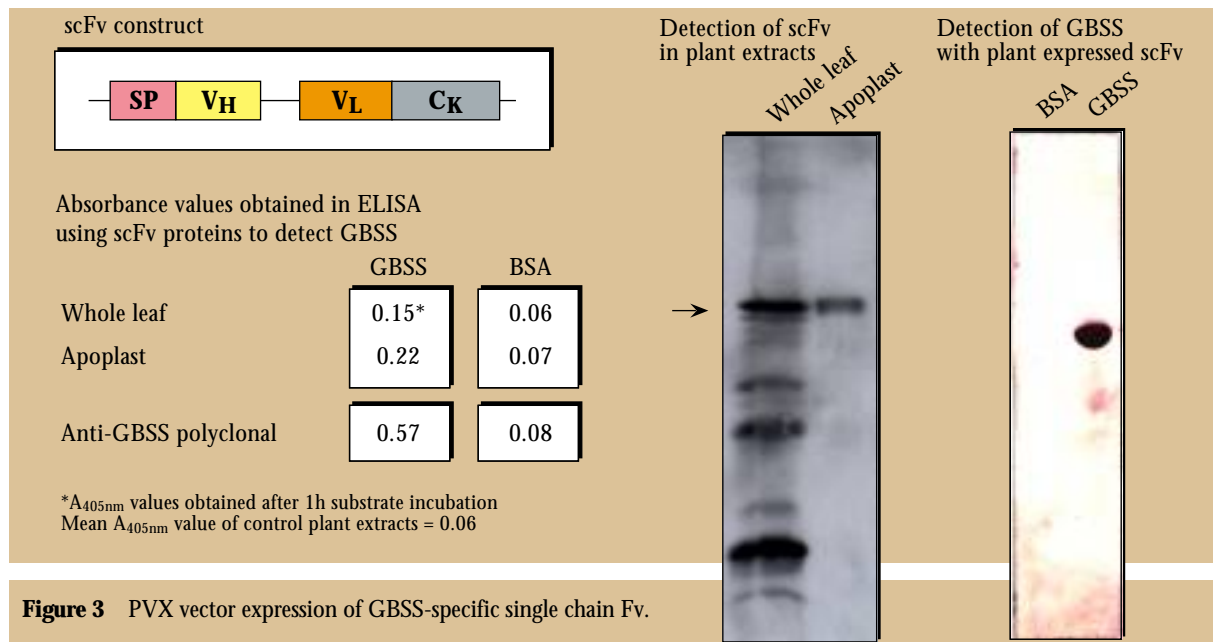 scFv construct
SP V_H V_L C_K
Absorbance values obtained in ELISA
using scFv proteins to detect GBSS
GBSS BSA
Whole leaf 0.15* 0.06
Apoplast 0.22 0.07
Anti-GBSS polyclonal 0.57 0.08
*A405nm values obtained after 1h substrate incubation
Mean A405nm value of control plant extracts = 0.06
Detection of scFv
in plant extracts
Whole leaf
Apoplast
Detection of GBSS
with plant expressed scFv
BSA
GBSS
Figure 3 PVX vector expression of GBSS-specific single chain Fv.